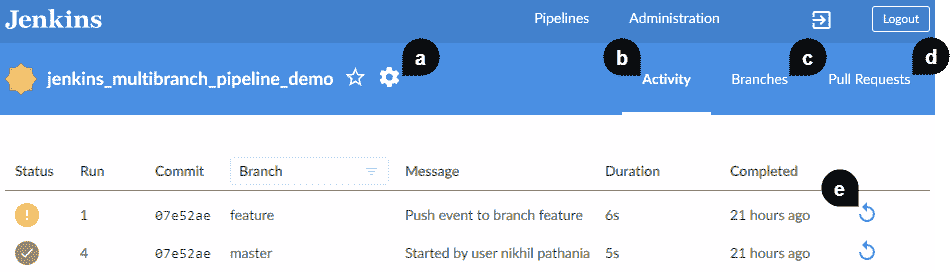 Jenkins Pipelines Administration Logout
a b c d
jenkins_multibranch_pipeline_demo Activity Branches Pull Requests
Status Run Commit Branch Message Duration Completed
e
! 1 07e52ae feature Push event to branch feature 6s 21 hours ago
4 07e52ae master Started by user nikhil pathania 5s 21 hours ago